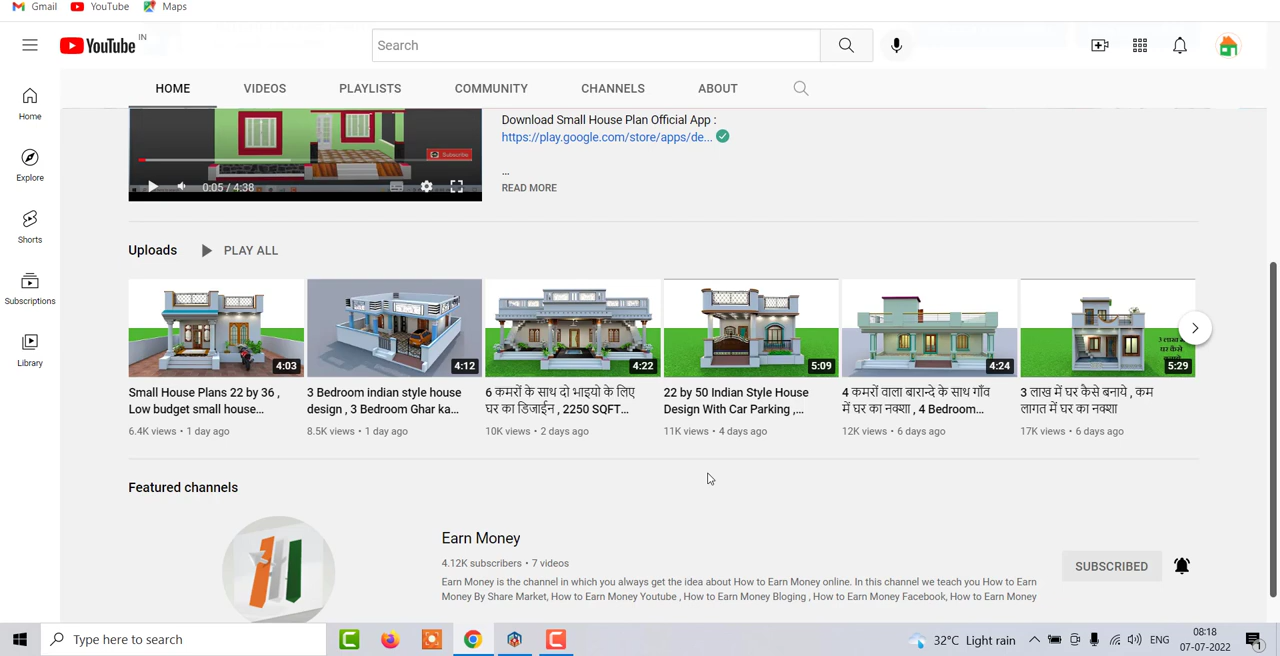 Gmail YouTube Maps
YouTube IN
Search
HOME VIDEOS PLAYLISTS COMMUNITY CHANNELS ABOUT
Home
Explore
Shorts
Subscriptions
Library
Download Small House Plan Official App :
https://play.google.com/store/apps/de...
...
READ MORE
Subscribe
0:05 / 4:38
Uploads PLAY ALL
4:03
4:12
4:22
5:09
4:24
3 लाख में
घर कैसे
बनाये
5:29
Small House Plans 22 by 36 ,
Low budget small house...
6.4K views • 1 day ago
3 Bedroom indian style house
design , 3 Bedroom Ghar ka...
8.5K views • 1 day ago
6 कमरों के साथ दो भाइयो के लिए
घर का डिजाईन , 2250 SQFT...
10K views • 2 days ago
22 by 50 Indian Style House
Design With Car Parking ,...
11K views • 4 days ago
4 कमरों वाला बारान्दे के साथ गाँव
में घर का नक्शा , 4 Bedroom...
12K views • 6 days ago
3 लाख में घर कैसे बनाये , कम
लागत में घर का नक्शा
17K views • 6 days ago
Featured channels
Earn Money
4.12K subscribers • 7 videos
Earn Money is the channel in which you always get the idea about How to Earn Money online. In this channel we teach you How to Earn
Money By Share Market, How to Earn Money Youtube , How to Earn Money Bloging , How to Earn Money Facebook, How to Earn Money
SUBSCRIBED
Type here to search
32°C Light rain
ENG
08:18
07-07-2022
1